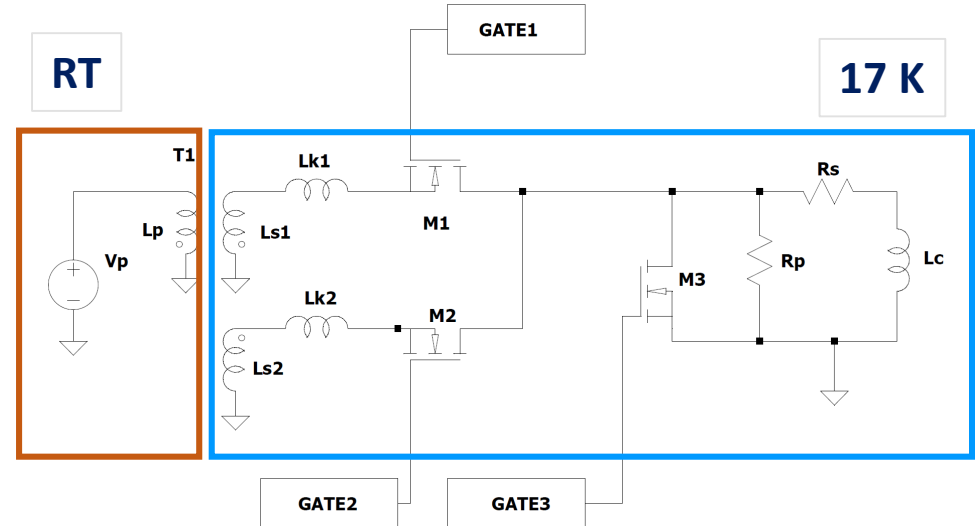 GATE1
RT
17 K
T1
Lk1
Rs
Lp
Ls1
M1
Vp
M3
Rp
Lc
Lk2
M2
Ls2
GATE2
GATE3